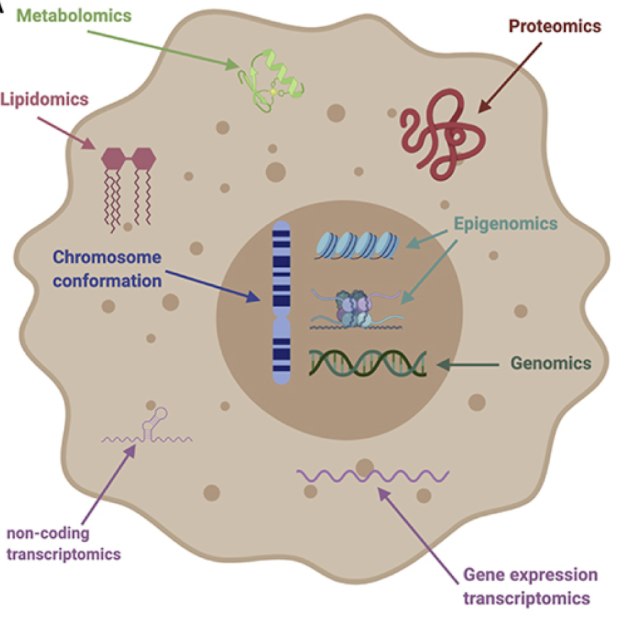 Metabolomics
Proteomics
Lipidomics
Epigenomics
Chromosome
conformation
Genomics
non-coding
transcriptomics
Gene expression
transcriptomics